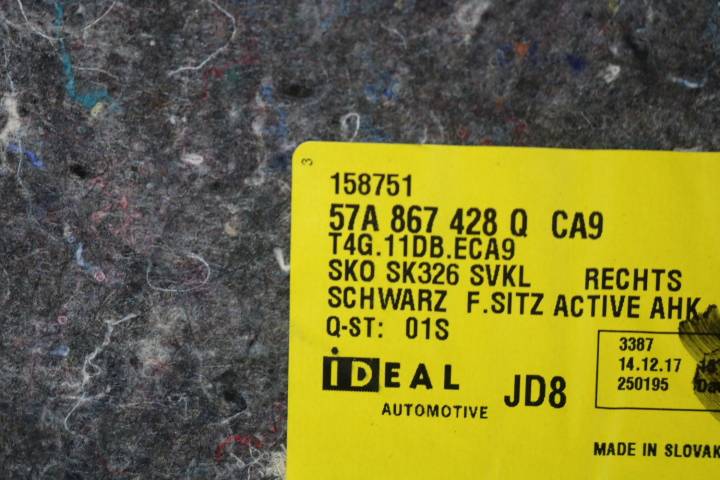 3
158751
57A 867 428 Q CA9
T4G.11DB.ECA9
SKO SK326 SVKL RECHTS
SCHWARZ F.SITZ ACTIVE AHK
Q-ST: 01S
3387
14.12.17
250195
iDEAL
AUTOMOTIVE
JD8
MADE IN SLOVAK